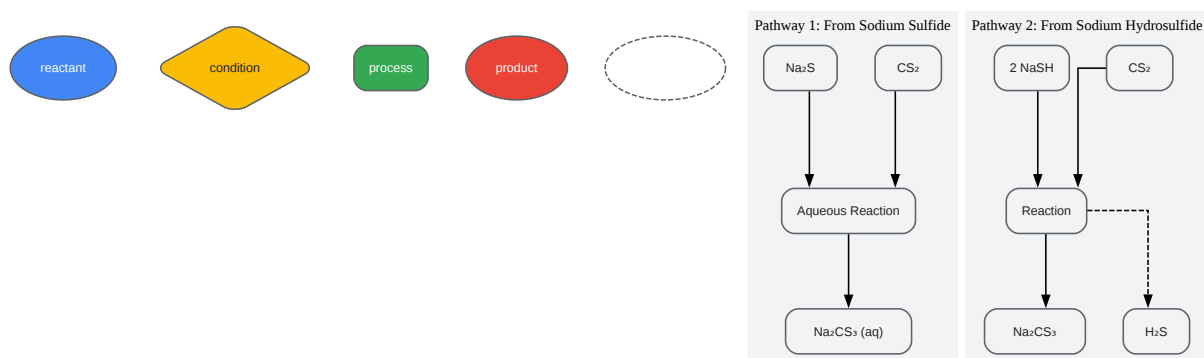 reactant
condition
process
product
Pathway 1: From Sodium Sulfide
Na₂S
CS₂
Aqueous Reaction
Na₂CS₃ (aq)
Pathway 2: From Sodium Hydrosulfide
2 NaSH
CS₂
Reaction
Na₂CS₃
H₂S